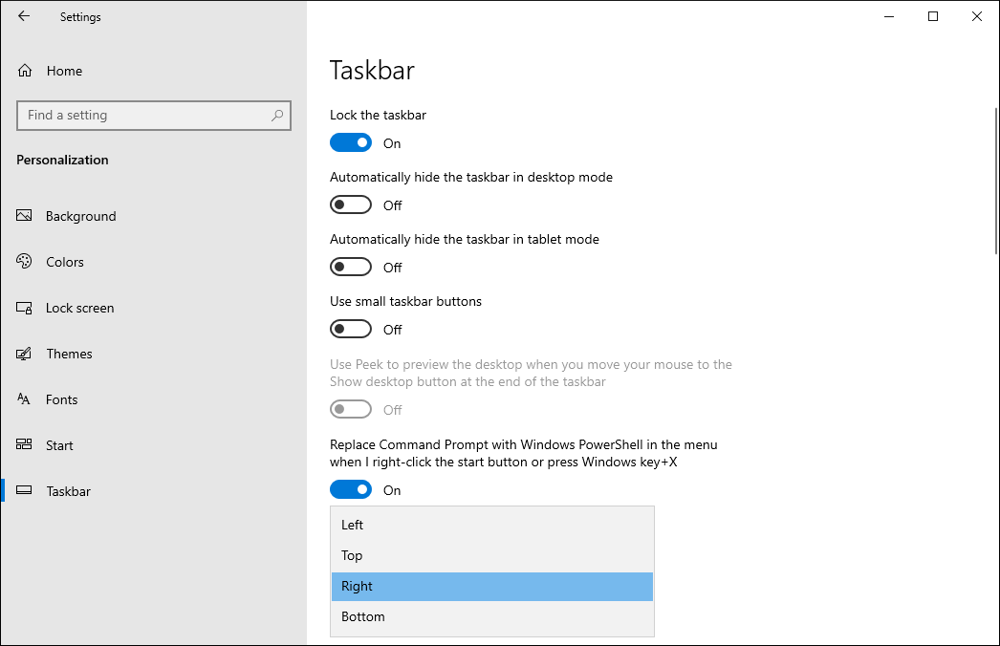 Settings
Home
Find a setting
Personalization
Background
Colors
Lock screen
Themes
Fonts
Start
Taskbar
Taskbar
Lock the taskbar
On
Automatically hide the taskbar in desktop mode
Off
Automatically hide the taskbar in tablet mode
Off
Use small taskbar buttons
Off
Use Peek to preview the desktop when you move your mouse to the
Show desktop button at the end of the taskbar
Off
Replace Command Prompt with Windows PowerShell in the menu
when I right-click the start button or press Windows key+X
On
Left
Top
Right
Bottom